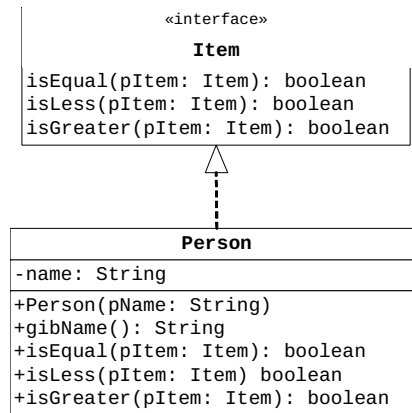 «interface»
Item
isEqual(pItem: Item): boolean
isLess(pItem: Item): boolean
isGreater(pItem: Item): boolean
Person
-name: String
+Person(pName: String)
+gibName(): String
+isEqual(pItem: Item): boolean
+isLess(pItem: Item) boolean
+isGreater(pItem: Item): boolean